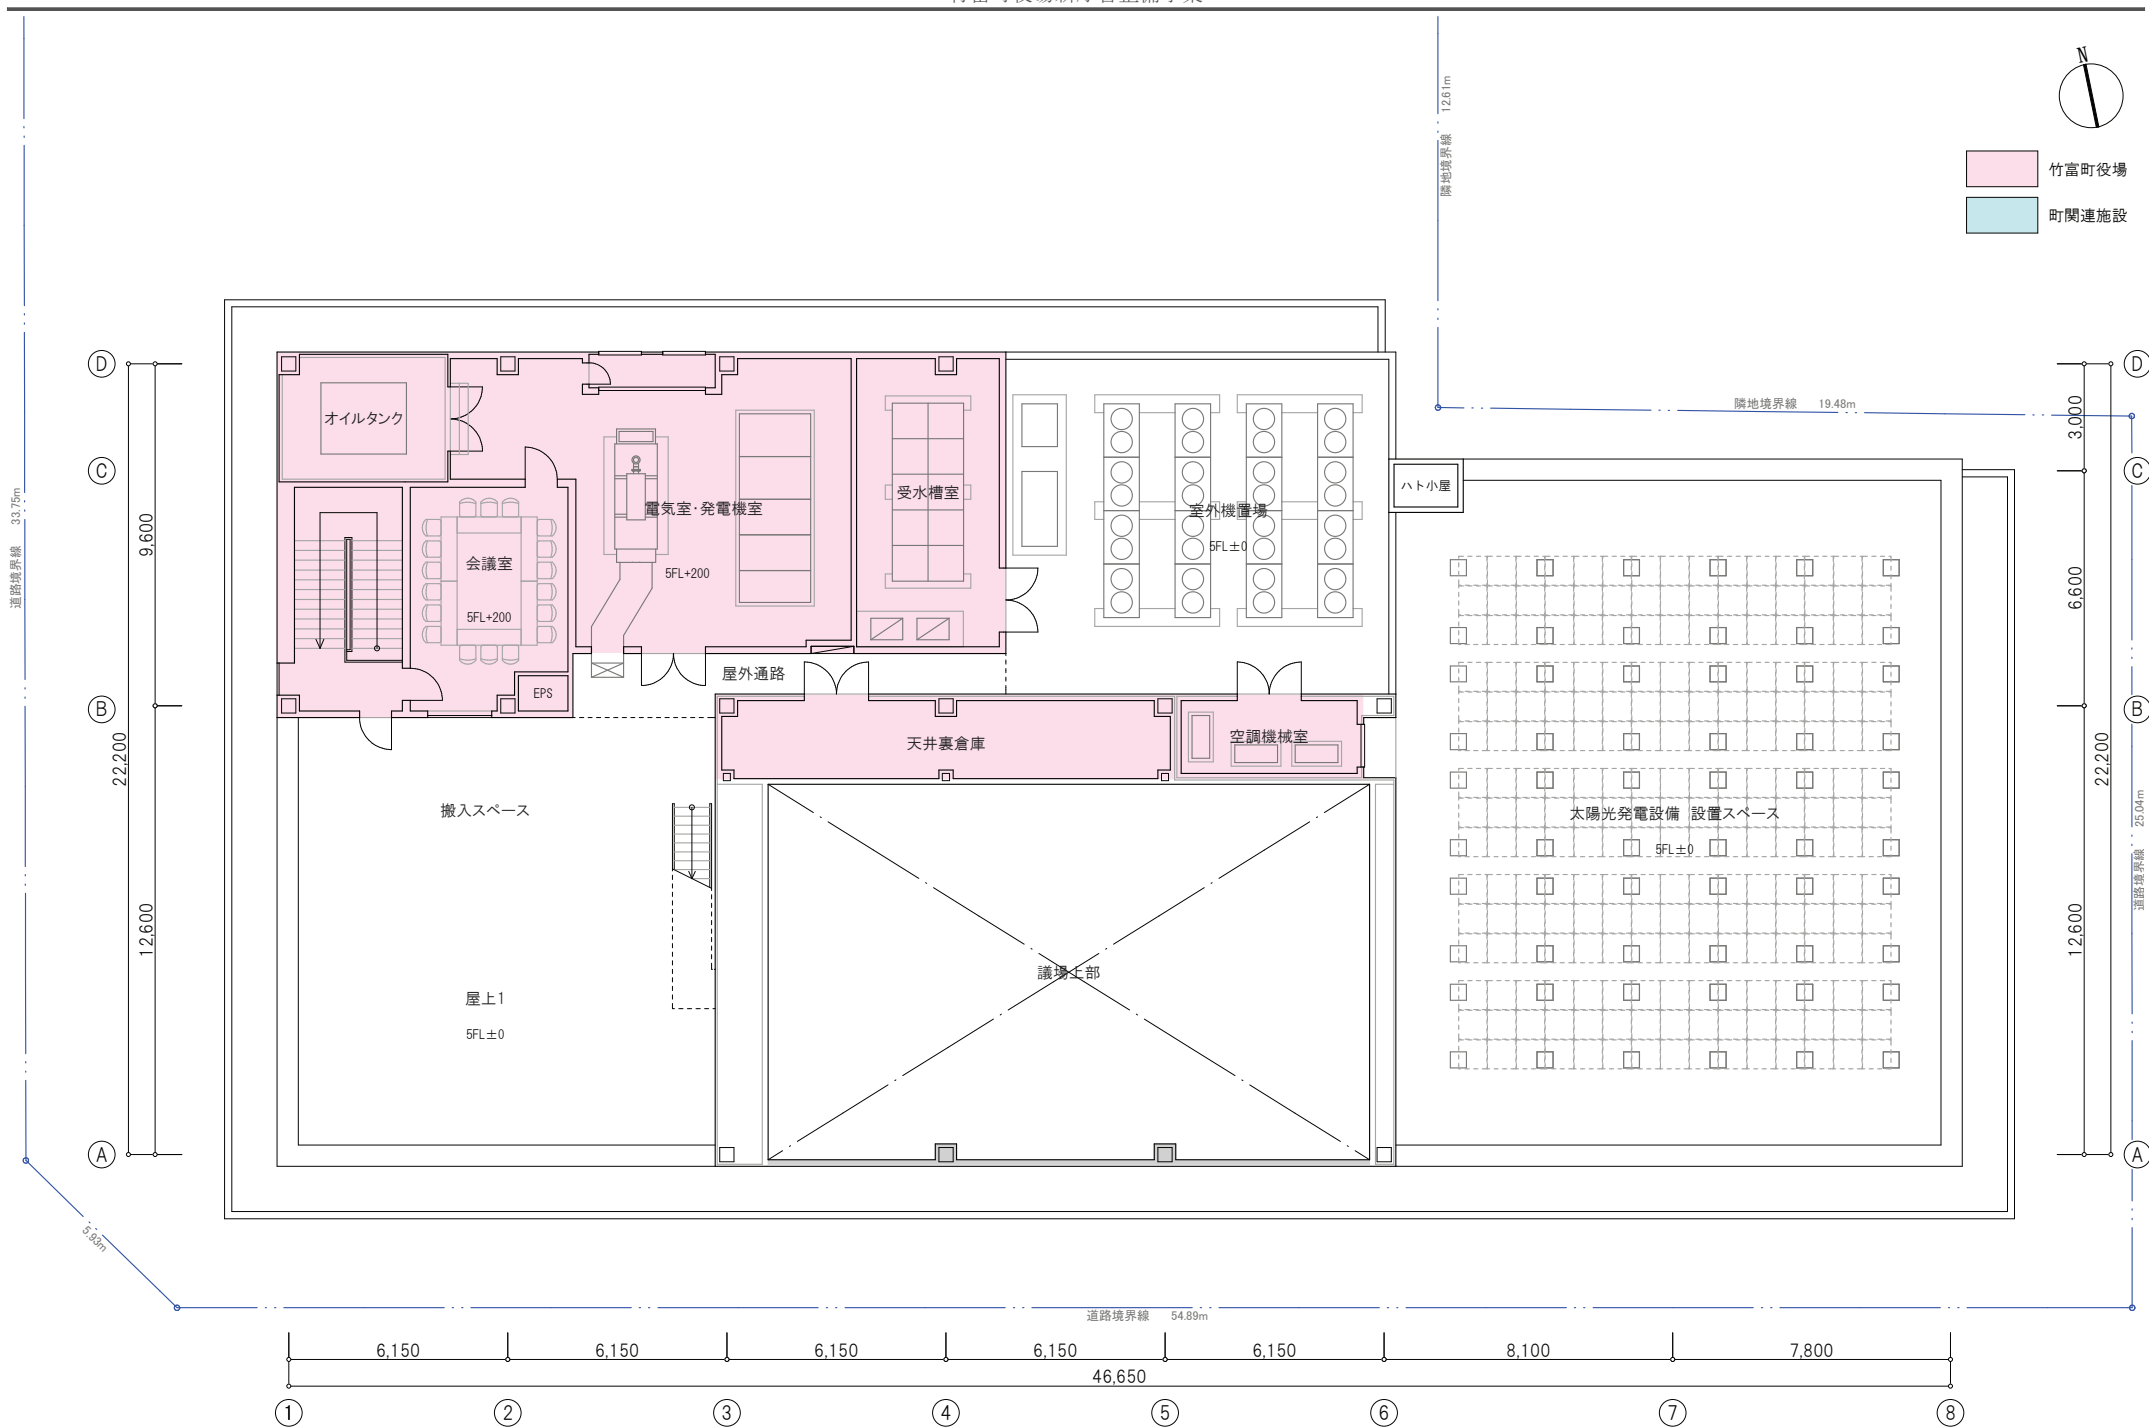 N
隣地境界線 12.61m
竹富町役場
町関連施設
D
D
隣地境界線 19.48m
3,000
オイルタンク
C
C
ハト小屋
受水槽室
電気室・発電機室
室外機置場
5FL±0
道路境界線 33.75m
9,600
会議室
5FL+200
5FL+200
6,600
屋外通路
EPS
B
B
天井裏倉庫
空調機械室
22,200
22,200
搬入スペース
太陽光発電設備 設置スペース
5FL±0
道路境界線 25.04m
12,600
12,600
議場上部
屋上1
5FL±0
A
A
5.93m
道路境界線 54.89m
6,150
6,150
6,150
6,150
6,150
8,100
7,800
46,650
1
2
3
4
5
6
7
8